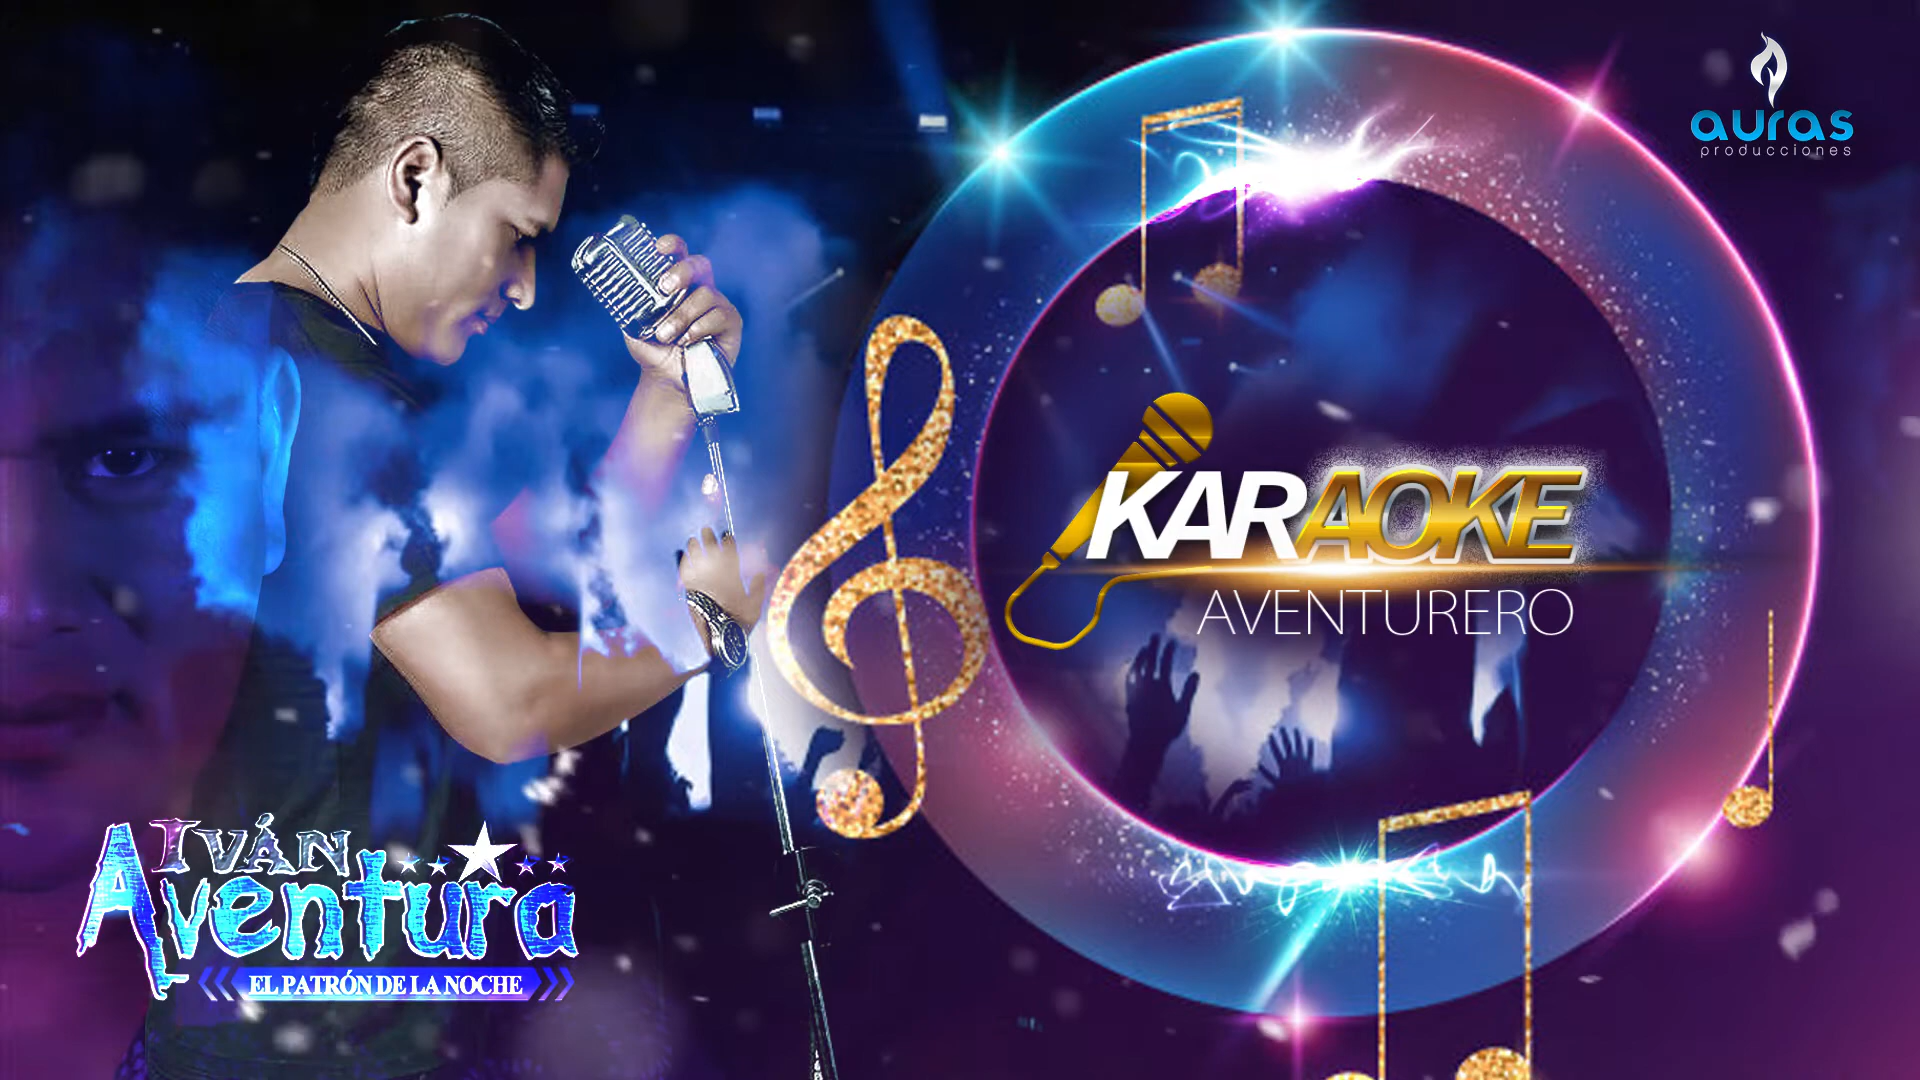 auras
producciones
KARAOKE
AVENTURERO
IVÁN
AVENTURA
EL PATRÓN DE LA NOCHE